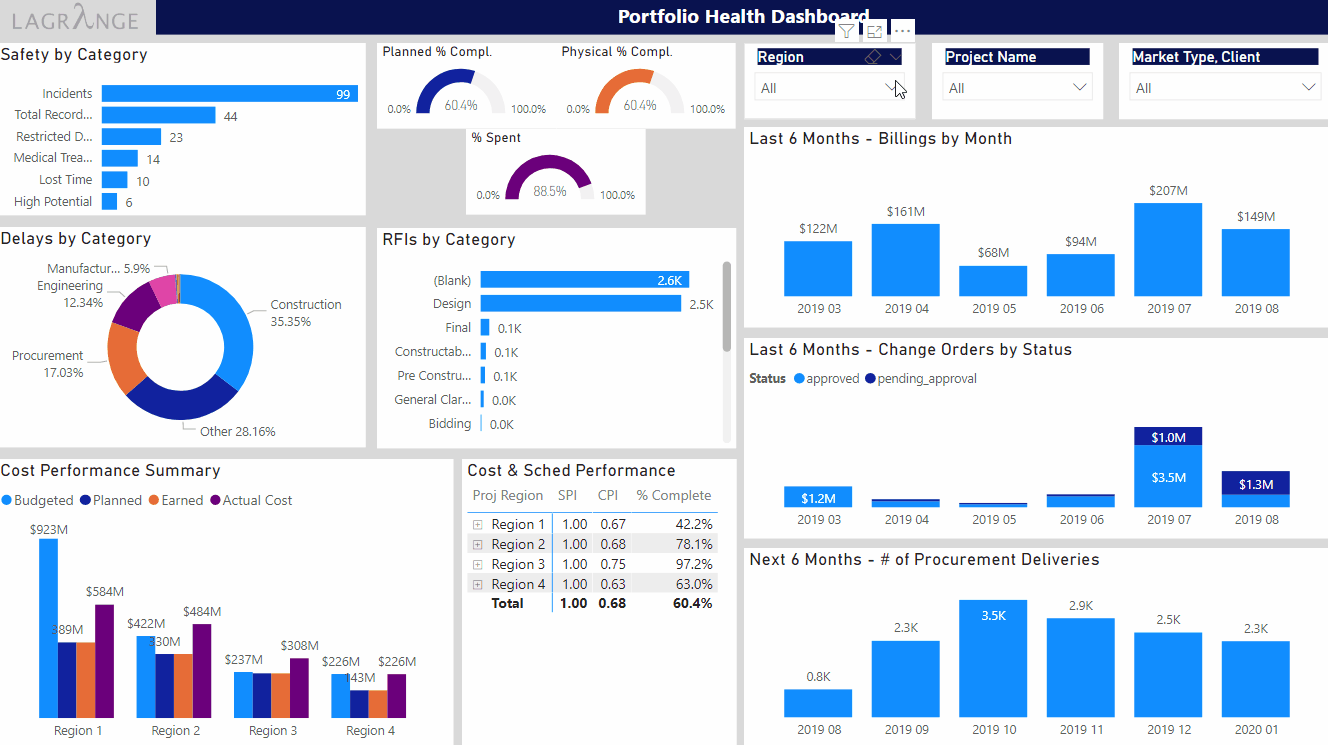 LAGRλNGE
Portfolio Health Dashboard
Safety by Category
Incidents 99
Total Record... 44
Restricted D... 23
Medical Trea... 14
Lost Time 10
High Potential 6
Planned % Compl.
0.0% 60.4% 100.0%
Physical % Compl.
0.0% 60.4% 100.0%
% Spent
0.0% 88.5% 100.0%
Region
All
Project Name
All
Market Type, Client
All
Last 6 Months - Billings by Month
$122M $161M $68M $94M $207M $149M
2019 03 2019 04 2019 05 2019 06 2019 07 2019 08
Delays by Category
Manufactur... 5.9%
Engineering
12.34%
Construction
35.35%
Procurement
17.03%
Other 28.16%
RFIs by Category
(Blank) 2.6K
Design 2.5K
Final 0.1K
Constructab... 0.1K
Pre Constru... 0.1K
General Clar... 0.0K
Bidding 0.0K
Last 6 Months - Change Orders by Status
Status approved pending_approval
$1.2M $1.0M $3.5M $1.3M
2019 03 2019 04 2019 05 2019 06 2019 07 2019 08
Cost Performance Summary
Budgeted Planned Earned Actual Cost
$923M 389M $584M
$422M 330M $484M
$237M $308M
$226M 143M $226M
Region 1 Region 2 Region 3 Region 4
Cost & Sched Performance
Proj Region SPI CPI % Complete
Region 1 1.00 0.67 42.2%
Region 2 1.00 0.68 78.1%
Region 3 1.00 0.75 97.2%
Region 4 1.00 0.63 63.0%
Total 1.00 0.68 60.4%
Next 6 Months - # of Procurement Deliveries
0.8K 2.3K 3.5K 2.9K 2.5K 2.3K
2019 08 2019 09 2019 10 2019 11 2019 12 2020 01